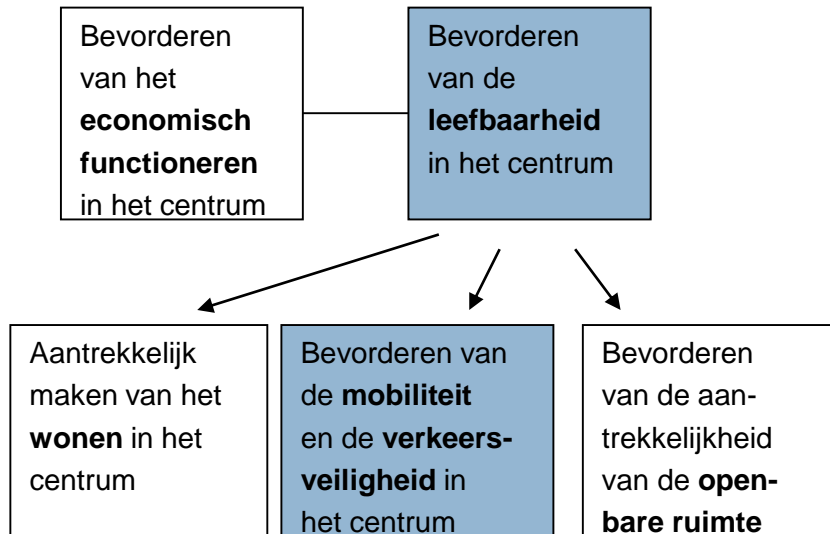 Bevorderen
van het
economisch
functioneren
in het centrum
Bevorderen
van de
leefbaarheid
in het centrum
Aantrekkelijk
maken van het
wonen in het
centrum
Bevorderen van
de mobiliteit
en de verkeers-
veiligheid in
het centrum
Bevorderen
van de aan-
trekkelijkheid
van de open-
bare ruimte